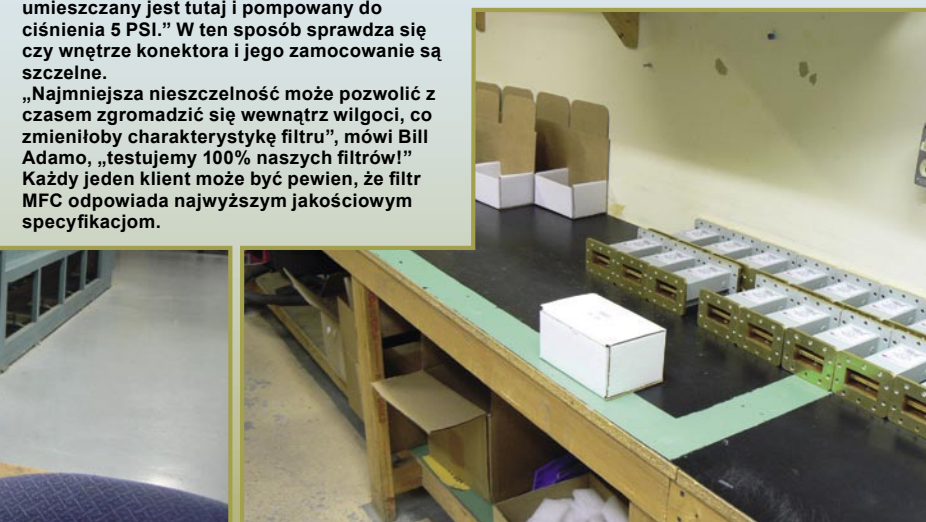 umieszczany jest tutaj i pompowany do
ciśnienia 5 PSI.” W ten sposób sprawdza się
czy wnętrze konektora i jego zamocowanie są
szczelne.
„Najmniejsza nieszczelność może pozwolić z
czasem zgromadzić się wewnątrz wilgoci, co
zmieniłoby charakterystykę filtru”, mówi Bill
Adamo, „testujemy 100% naszych filtrów!”
Każdy jeden klient może być pewien, że filtr
MFC odpowiada najwyższym jakościowym
specyfikacjom.